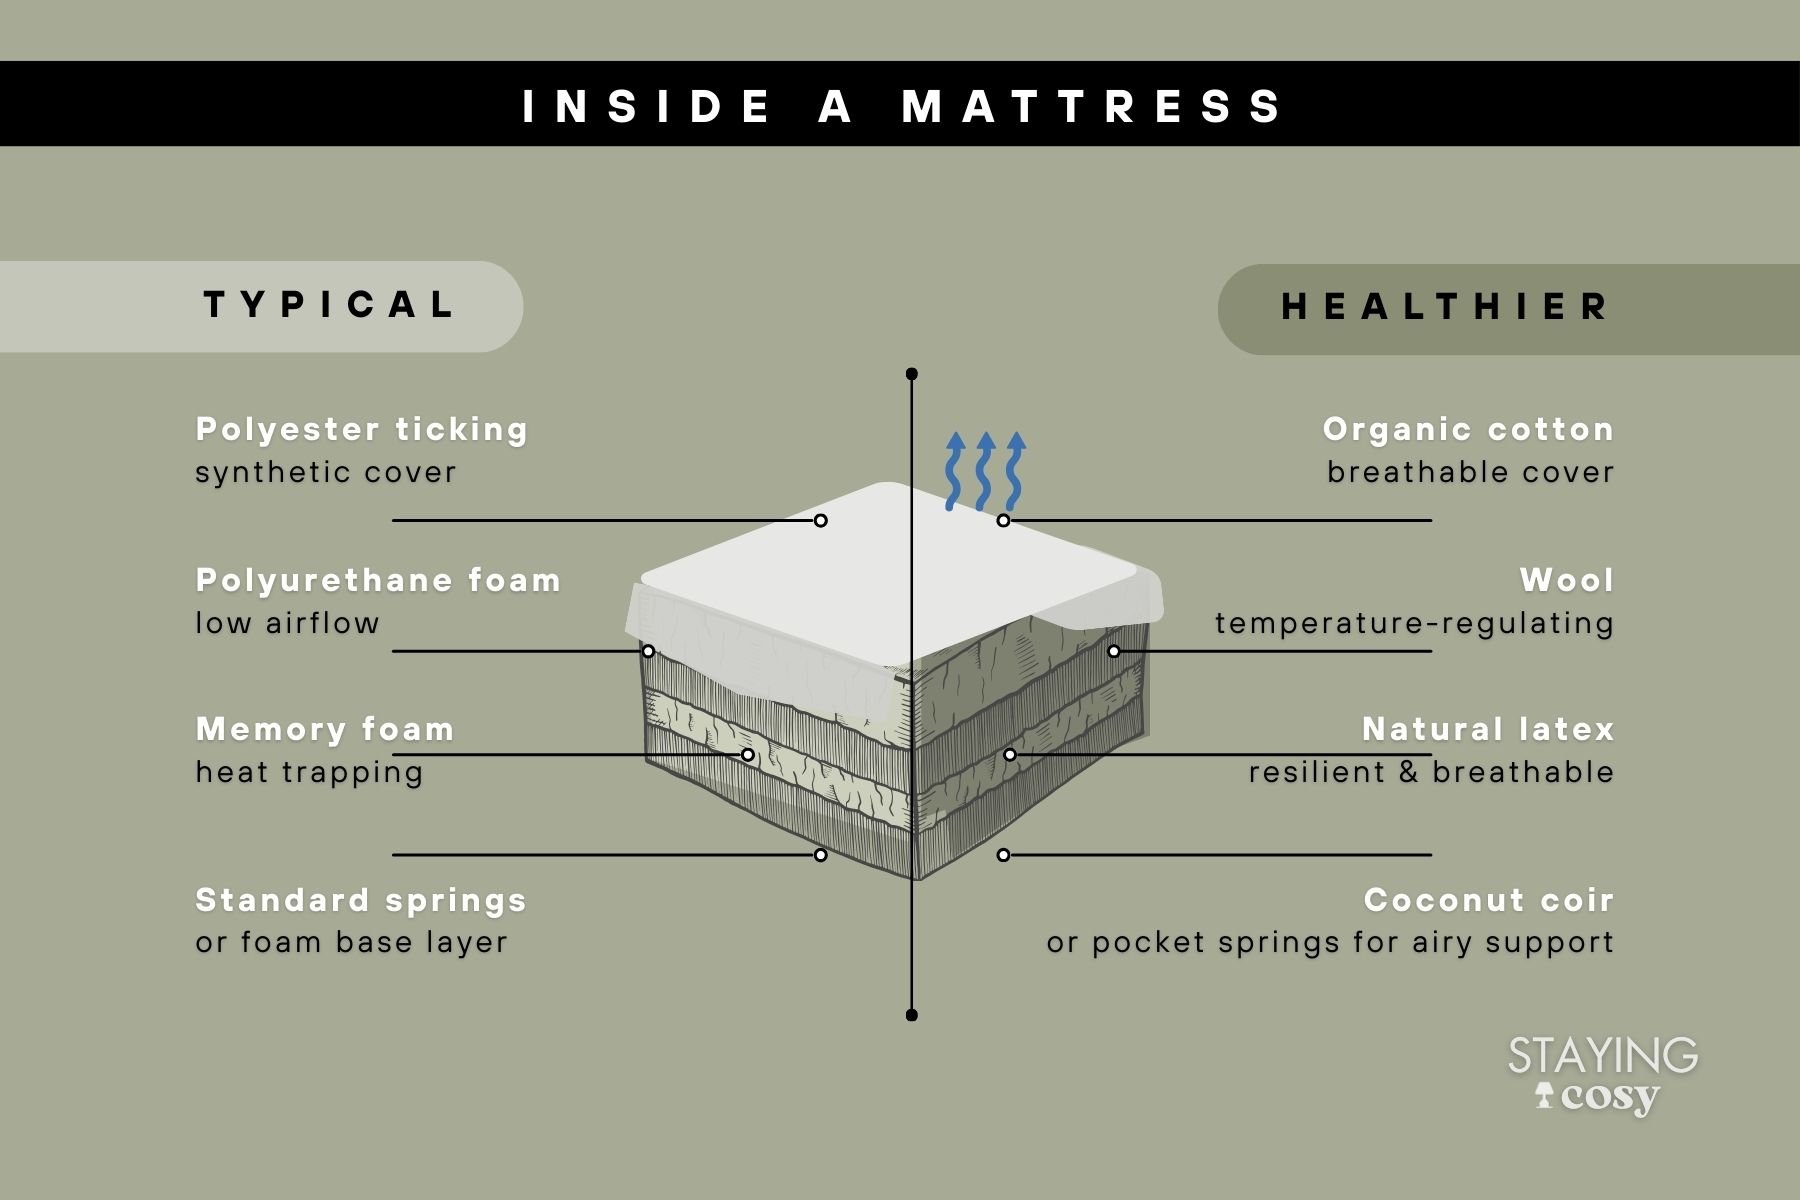 INSIDE A MATTRESS
TYPICAL
Polyester ticking
synthetic cover
Polyurethane foam
low airflow
Memory foam
heat trapping
Standard springs
or foam base layer
HEALTHIER
Organic cotton
breathable cover
Wool
temperature-regulating
Natural latex
resilient & breathable
Coconut coir
or pocket springs for airy support
STAYING
cosy